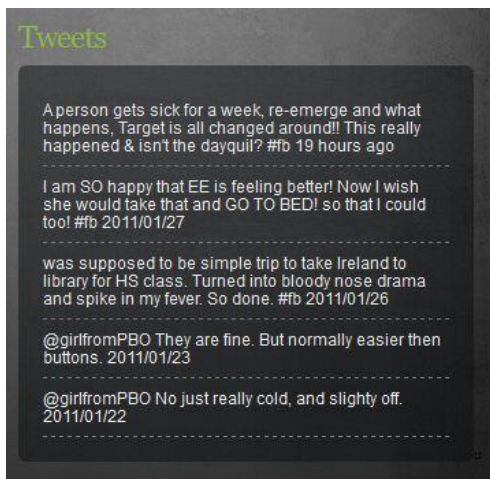 Tweets
A person gets sick for a week, re-emerge and what
happens, Target is all changed around!! This really
happened & isn't the dayquil? #fb 19 hours ago
I am SO happy that EE is feeling better! Now I wish
she would take that and GO TO BED! so that I could
too! #fb 2011/01/27
was supposed to be simple trip to take Ireland to
library for HS class. Turned into bloody nose drama
and spike in my fever. So done. #fb 2011/01/26
@girlfromPBO They are fine. But normally easier then
buttons. 2011/01/23
@girlfromPBO No just really cold, and slighty off.
2011/01/22